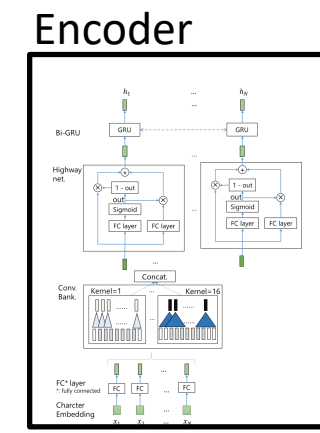 Encoder
h1 ... hN
...
Bi-GRU GRU GRU
...
Highway
net.
+ +
× 1 - out × 1 - out
out × out ×
Sigmoid ... Sigmoid
FC layer FC layer FC layer FC layer
...
Concat.
Conv.
Bank.
Kernel=1 ... Kernel=16
...... ......
...... ... ......
...
FC* layer
*: fully connected
FC FC ... FC
Charcter
Embedding
...
x1 x2 ... xN